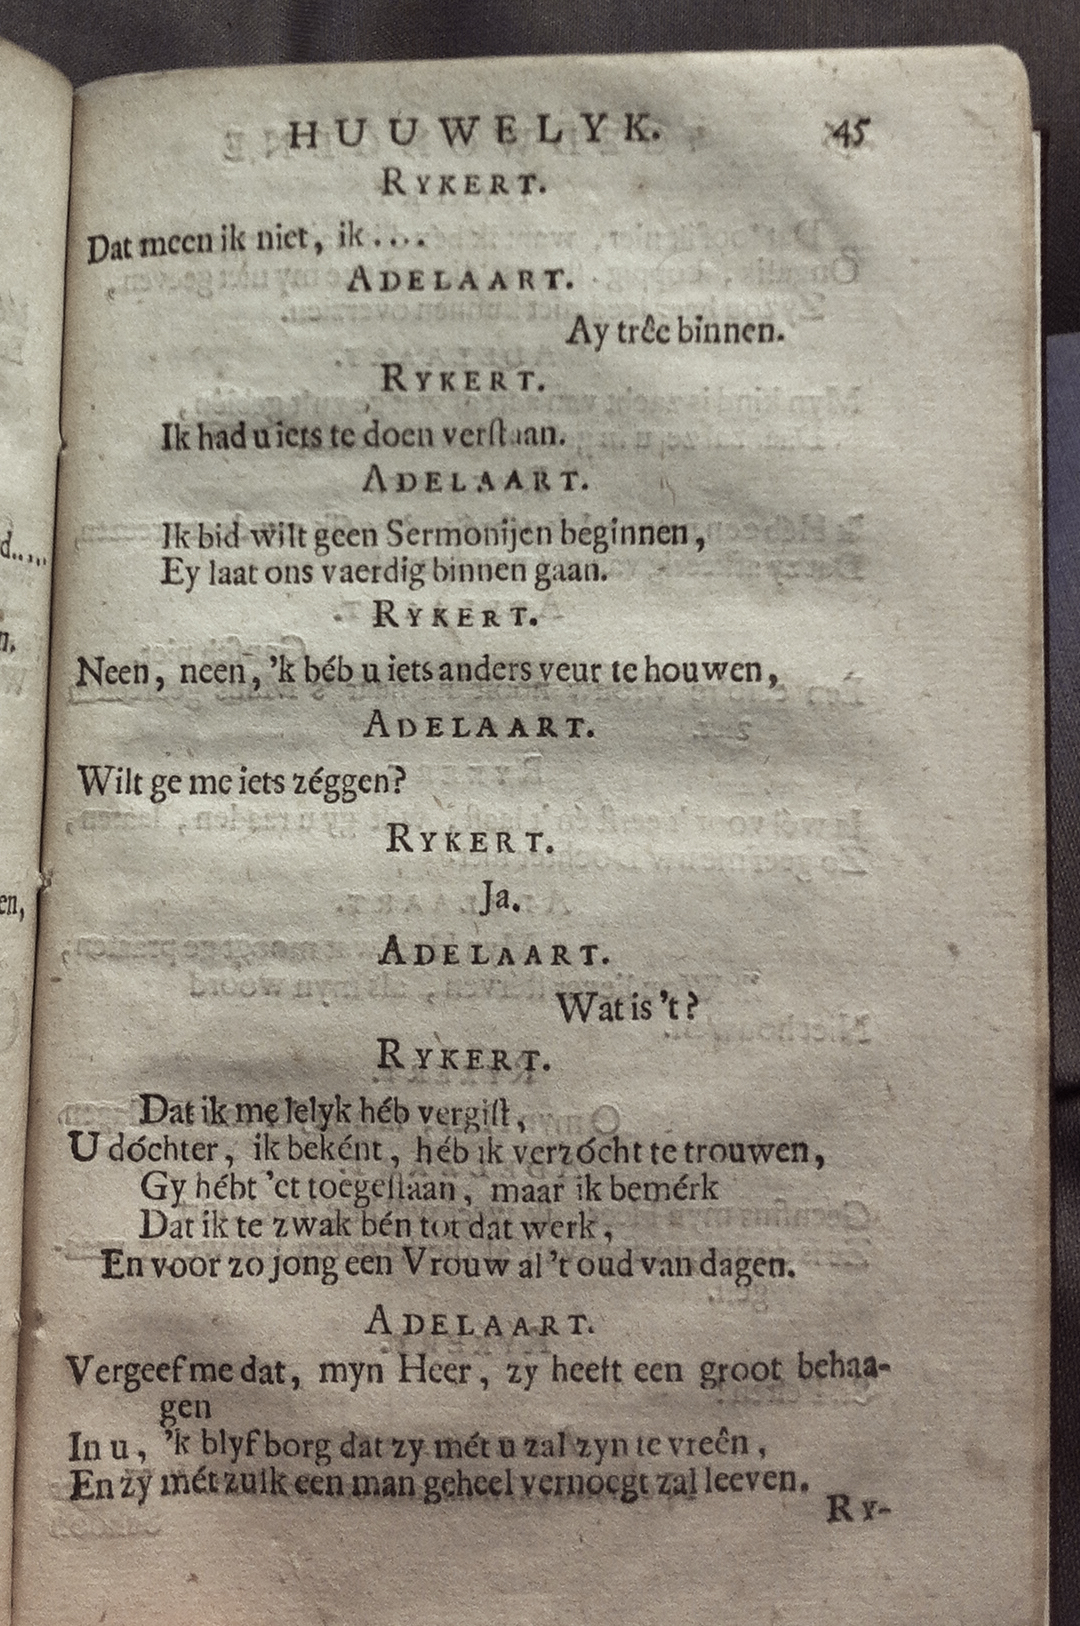 HUUWELYK. 45
RYKERT.
Dat meen ik niet, ik....
ADELAART.
Ay trêe binnen.
RYKERT.
Ik had u iets te doen verstaan.
ADELAART.
Ik bid wilt geen Sermonijen beginnen,
Ey laat ons vaerdig binnen gaan.
RYKERT.
Neen, neen, 'k béb u iets anders veur te houwen,
ADELAART.
Wilt ge me iets zéggen?
RYKERT.
Ja.
ADELAART.
Wat is 't?
RYKERT.
Dat ik me lelyk héb vergist,
U dóchter, ik beként, héb ik verzócht te trouwen,
Gy hébt 'et toegestaan, maar ik bemérk
Dat ik te zwak bén tot dat werk,
En voor zo jong een Vrouw al 't oud van dagen.
ADELAART.
Vergeef me dat, myn Heer, zy heeft een groot behaa-
gen
In u, 'k blyf borg dat zy mét u zal zyn te vreên,
En zy mét zulk een man geheel vernoegt zal leeven.
RY-